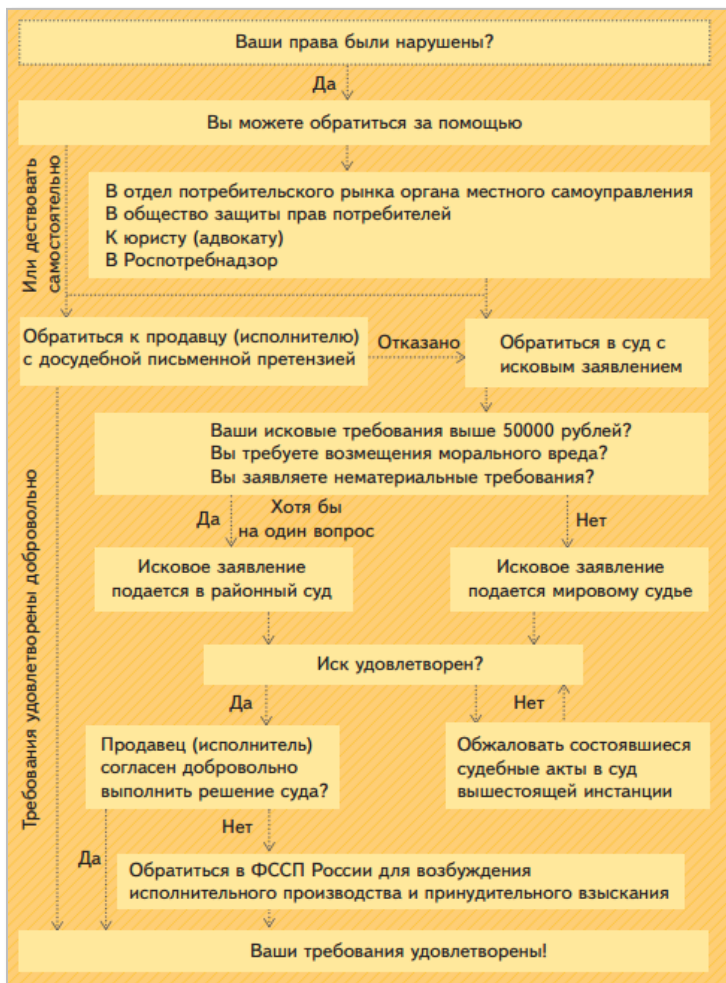 Ваши права были нарушены?
Да
Вы можете обратиться за помощью
Или дествовать
самостоятельно
В отдел потребительского рынка органа местного самоуправления
В общество защиты прав потребителей
К юристу (адвокату)
В Роспотребнадзор
Обратиться к продавцу (исполнителю)
с досудебной письменной претензией
Отказано
Обратиться в суд с
исковым заявлением
Требования удовлетворены добровольно
Ваши исковые требования выше 50000 рублей?
Вы требуете возмещения морального вреда?
Вы заявляете нематериальные требования?
Да
Хотя бы
на один вопрос
Нет
Исковое заявление
подается в районный суд
Исковое заявление
подается мировому судье
Иск удовлетворен?
Да
Нет
Продавец (исполнитель)
согласен добровольно
выполнить решение суда?
Обжаловать состоявшиеся
судебные акты в суд
вышестоящей инстанции
Нет
Да
Обратиться в ФССП России для возбуждения
исполнительного производства и принудительного взыскания
Ваши требования удовлетворены!